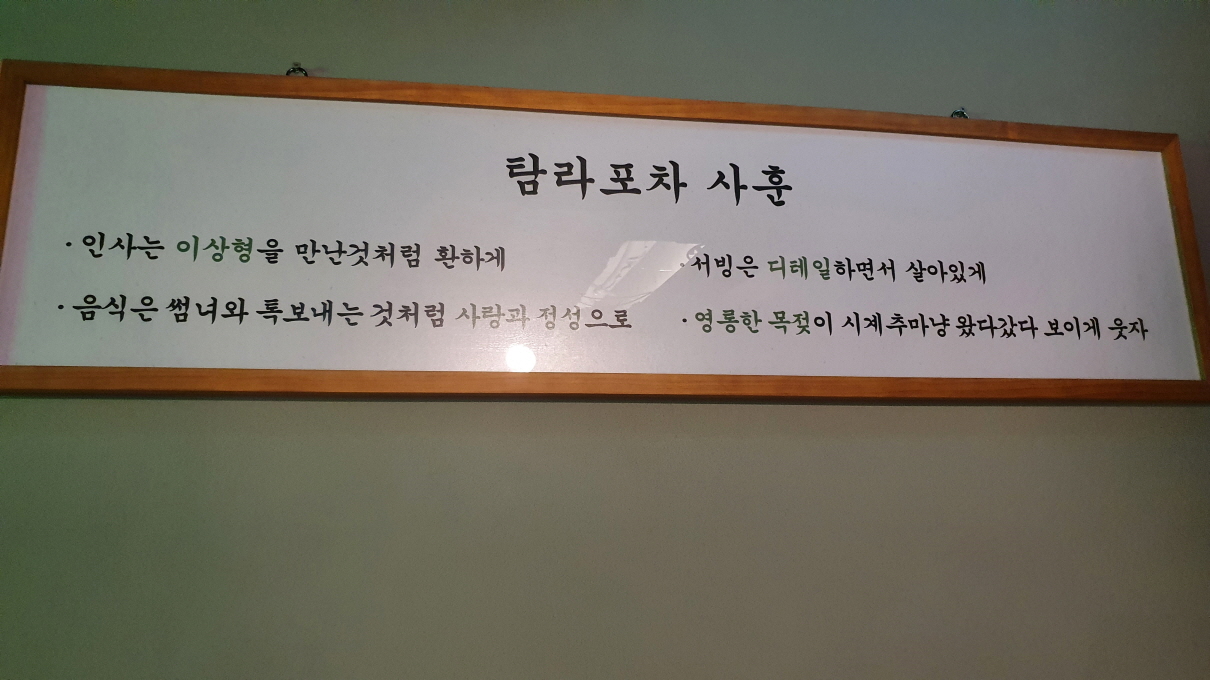 탐라포차 사훈
· 인사는 이상형을 만난것처럼 환하게
· 음식은 썸녀와 톡보내는 것처럼 사랑과 정성으로
· 서빙은 디테일하면서 살아있게
· 영롱한 목젖이 시계추마냥 왔다갔다 보이게 웃자